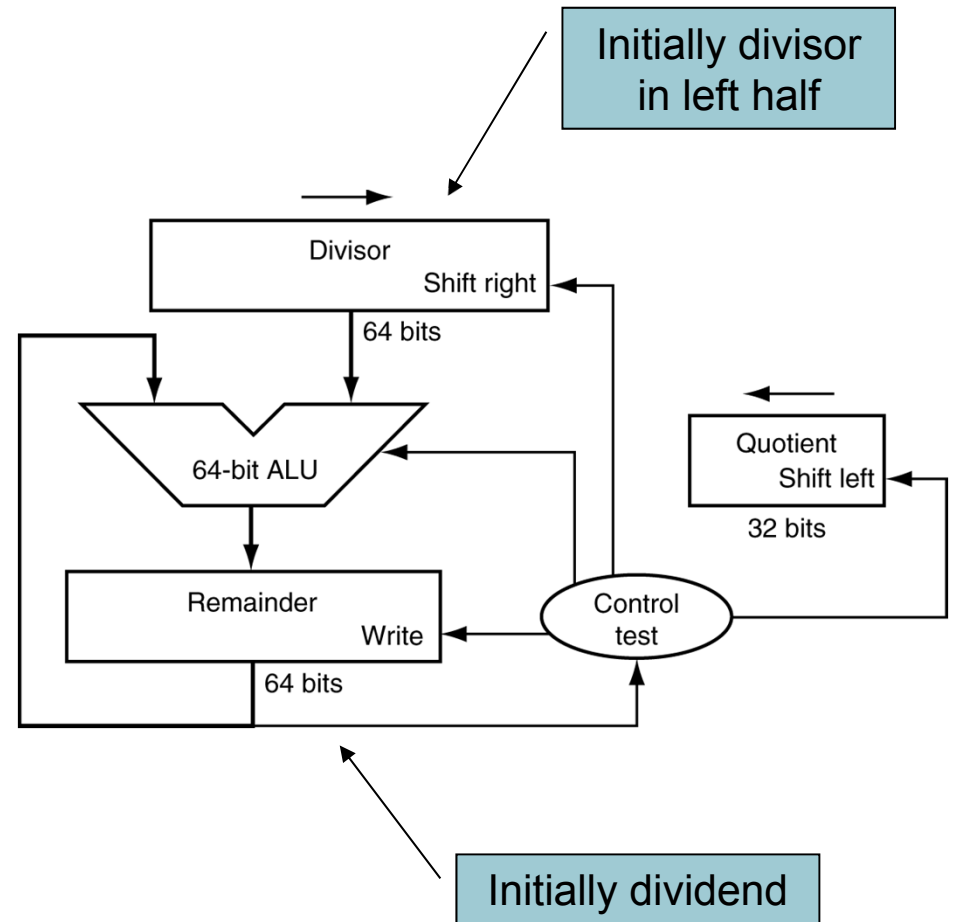 Initially divisor
in left half
Divisor
Shift right
64 bits
64-bit ALU
Quotient
Shift left
32 bits
Remainder
Write
Control
test
64 bits
Initially dividend